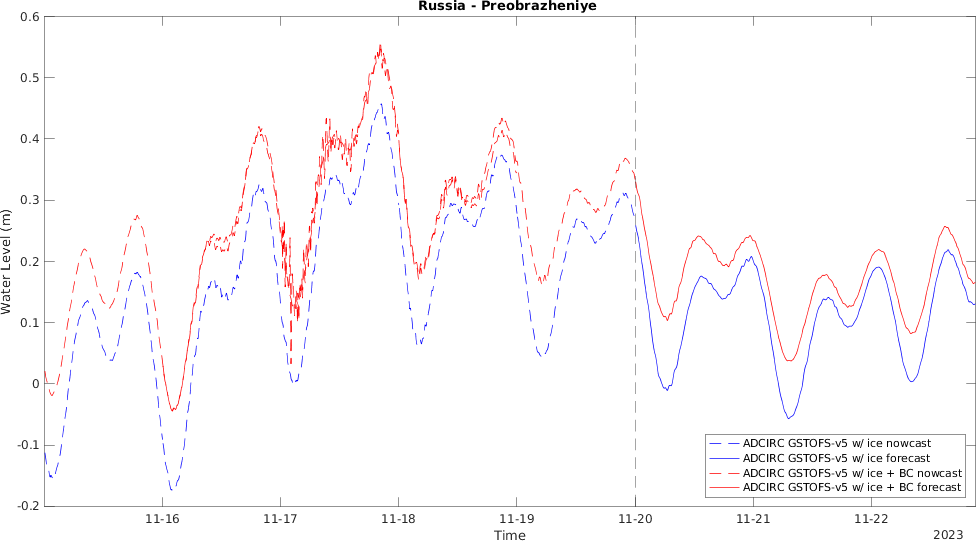 Russia - Preobrazheniye
0.6
0.5
0.4
0.3
0.2
0.1
0
-0.1
-0.2
Water Level (m)
ADCIRC GSTOFS-v5 w/ ice nowcast
ADCIRC GSTOFS-v5 w/ ice forecast
ADCIRC GSTOFS-v5 w/ ice + BC nowcast
ADCIRC GSTOFS-v5 w/ ice + BC forecast
11-16 11-17 11-18 11-19 11-20 11-21 11-22
Time
2023